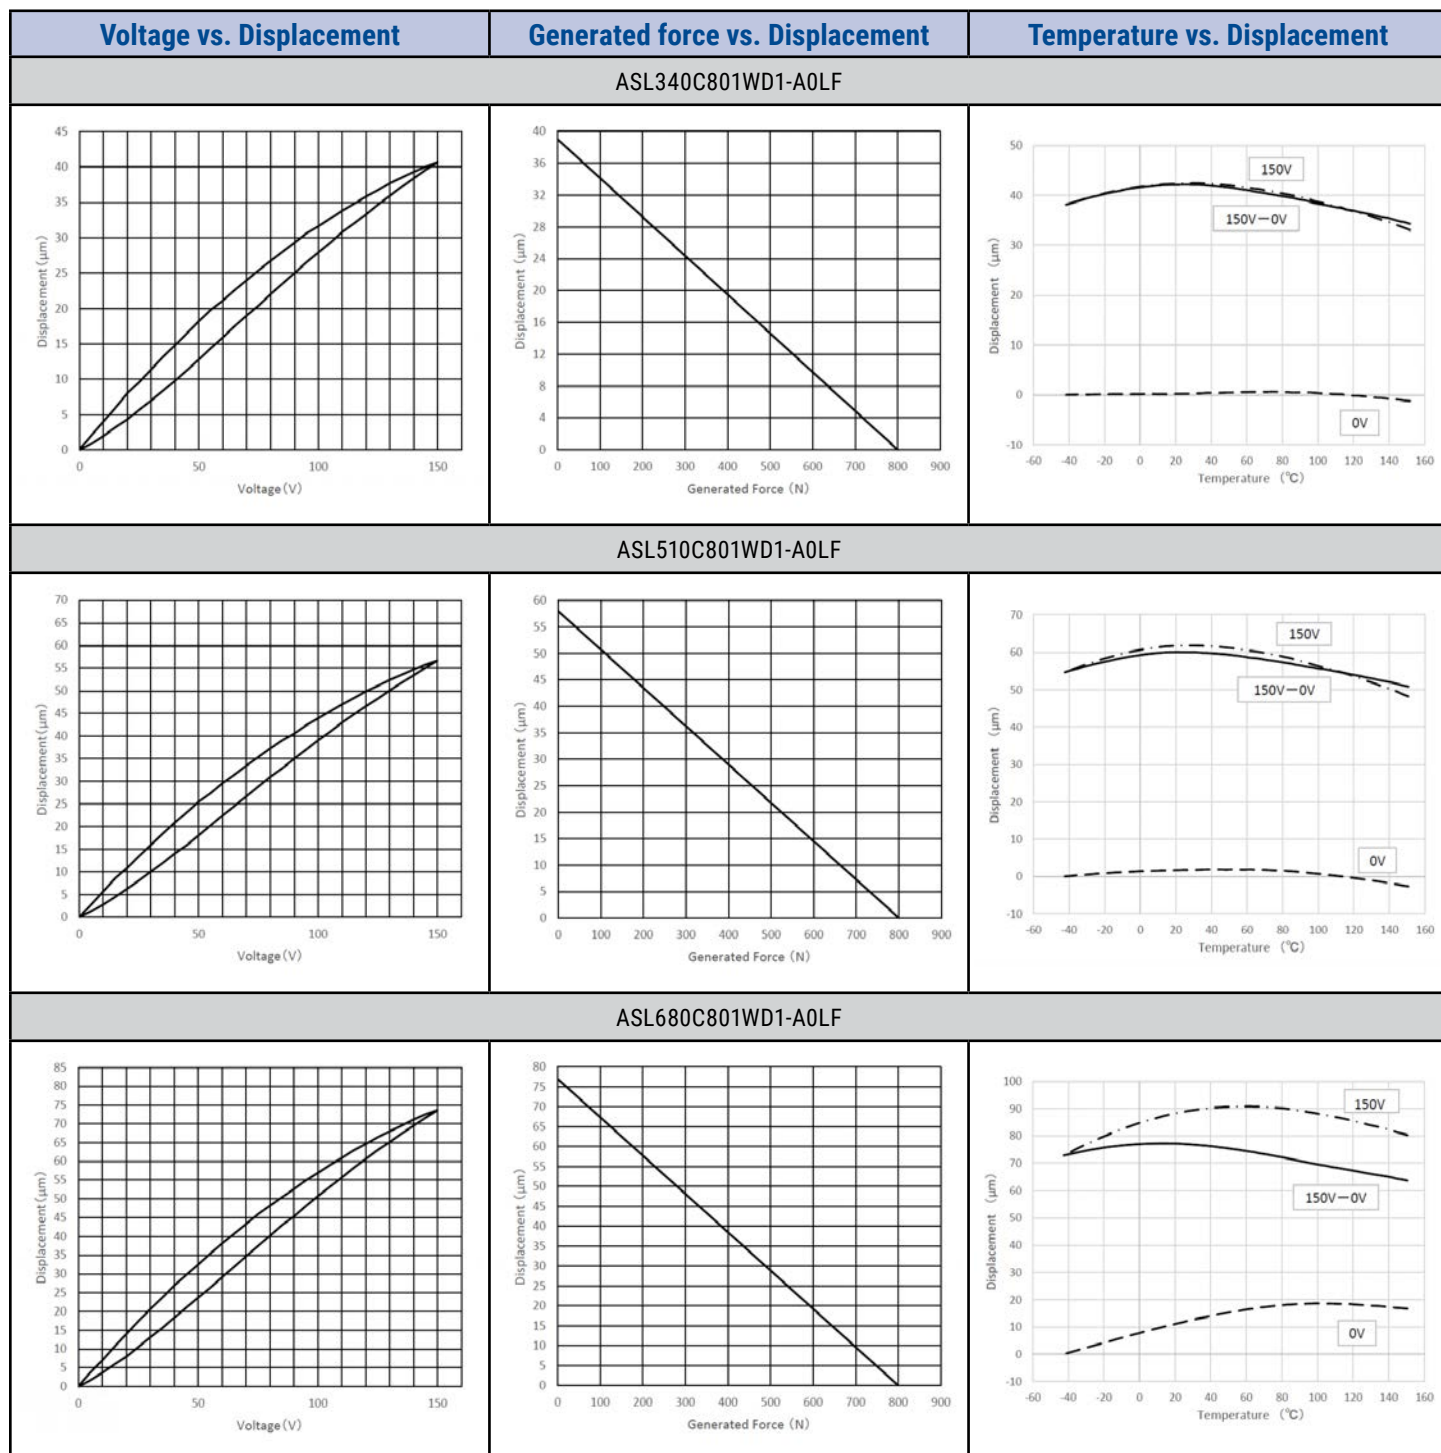 Voltage vs. Displacement
Generated force vs. Displacement
Temperature vs. Displacement
ASL340C801WD1-A0LF
45
40
35
30
25
20
15
10
5
0
Displacement (μm)
0 50 100 150
Voltage(V)
40
36
32
28
24
20
16
12
8
4
0
Displacement (μm)
0 100 200 300 400 500 600 700 800 900
Generated Force (N)
50
40
30
20
10
0
-10
Displacement (μm)
150V
150V－0V
0V
-60 -40 -20 0 20 40 60 80 100 120 140 160
Temperature (℃)
ASL510C801WD1-A0LF
70
65
60
55
50
45
40
35
30
25
20
15
10
5
0
Displacement(μm)
0 50 100 150
Voltage(V)
60
55
50
45
40
35
30
25
20
15
10
5
0
Displacement (μm)
0 100 200 300 400 500 600 700 800 900
Generated Force (N)
70
60
50
40
30
20
10
0
-10
Displacement (μm)
150V
150V－0V
0V
-60 -40 -20 0 20 40 60 80 100 120 140 160
Temperature (℃)
ASL680C801WD1-A0LF
85
80
75
70
65
60
55
50
45
40
35
30
25
20
15
10
5
0
Displacement(μm)
0 50 100 150
Voltage(V)
80
75
70
65
60
55
50
45
40
35
30
25
20
15
10
5
0
Displacement (μm)
0 100 200 300 400 500 600 700 800 900
Generated Force (N)
100
90
80
70
60
50
40
30
20
10
0
-10
Displacement (μm)
150V
150V－0V
0V
-60 -40 -20 0 20 40 60 80 100 120 140 160
Temperature (℃)